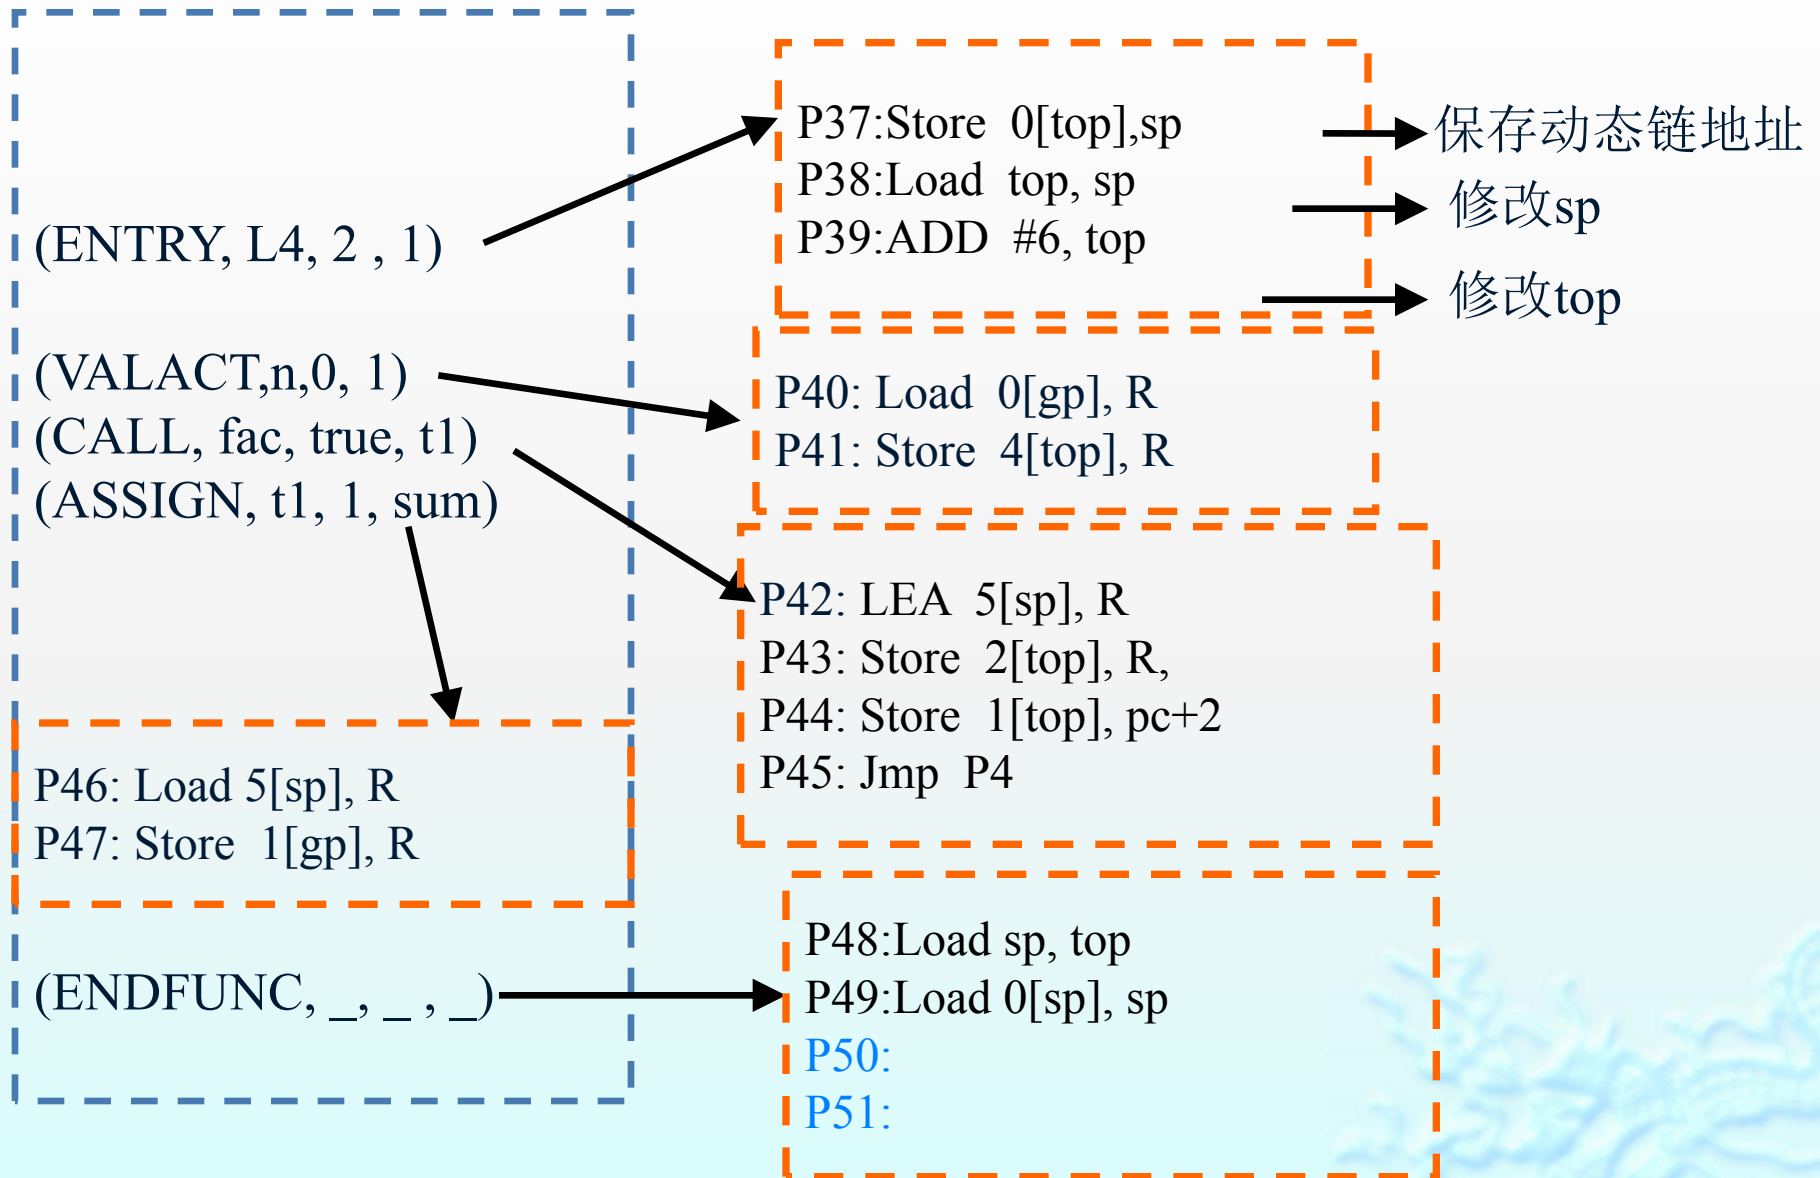 (ENTRY, L4, 2 , 1)
(VALACT,n,0, 1)
(CALL, fac, true, t1)
(ASSIGN, t1, 1, sum)
P46: Load 5[sp], R
P47: Store 1[gp], R
(ENDFUNC, _, _ , _)
P37:Store 0[top],sp
P38:Load top, sp
P39:ADD #6, top
保存动态链地址
修改sp
修改top
P40: Load 0[gp], R
P41: Store 4[top], R
P42: LEA 5[sp], R
P43: Store 2[top], R,
P44: Store 1[top], pc+2
P45: Jmp P4
P48:Load sp, top
P49:Load 0[sp], sp
P50:
P51: